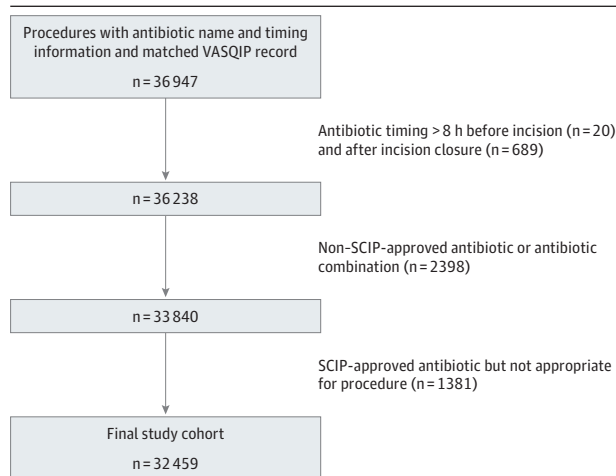 Procedures with antibiotic name and timing
information and matched VASQIP record
n=36 947
Antibiotic timing >8 h before incision (n=20)
and after incision closure (n=689)
n=36 238
Non-SCIP-approved antibiotic or antibiotic
combination (n=2398)
n=33 840
SCIP-approved antibiotic but not appropriate
for procedure (n=1381)
Final study cohort
n=32 459